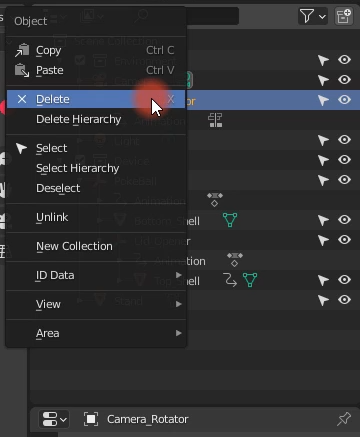 Object
Copy Ctrl C
Paste Ctrl V
Delete X
Delete Hierarchy
Select
Select Hierarchy
Deselect
Unlink
New Collection
ID Data
View
Area
Camera_Rotator